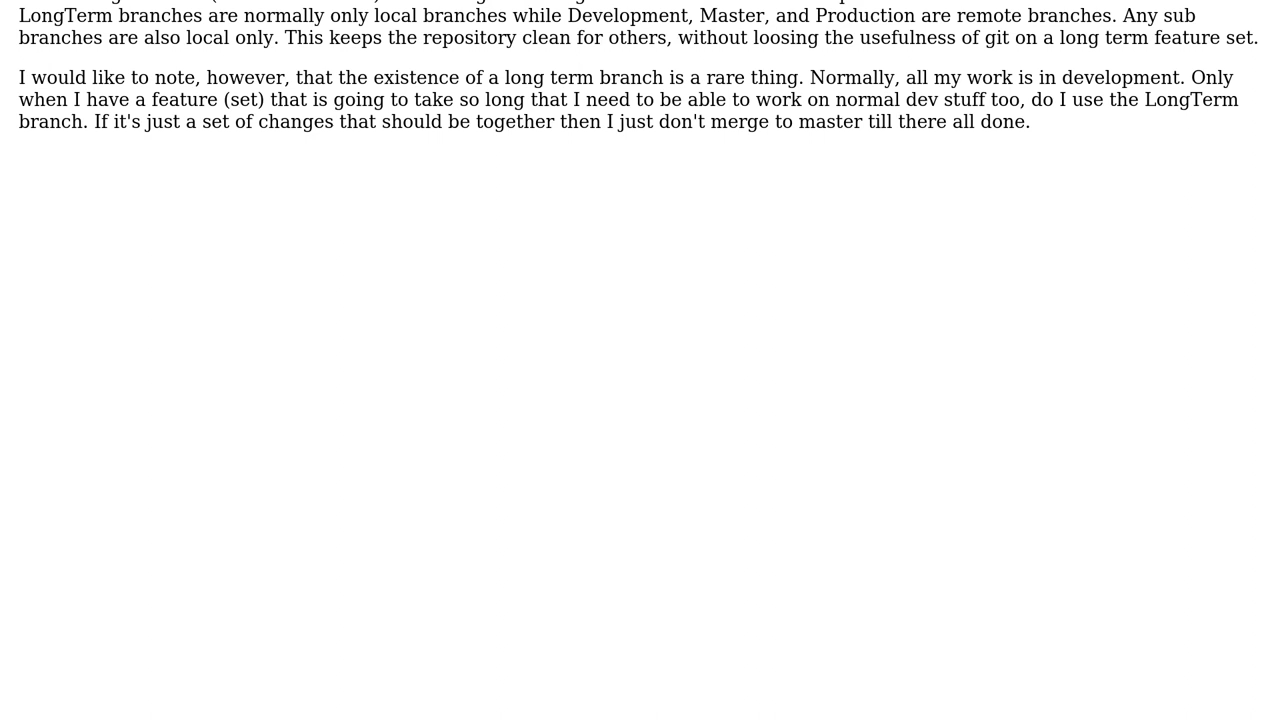 LongTerm branches are normally only local branches while Development, Master, and Production are remote branches. Any sub
branches are also local only. This keeps the repository clean for others, without loosing the usefulness of git on a long term feature set.
I would like to note, however, that the existence of a long term branch is a rare thing. Normally, all my work is in development. Only
when I have a feature (set) that is going to take so long that I need to be able to work on normal dev stuff too, do I use the LongTerm
branch. If it's just a set of changes that should be together then I just don't merge to master till there all done.